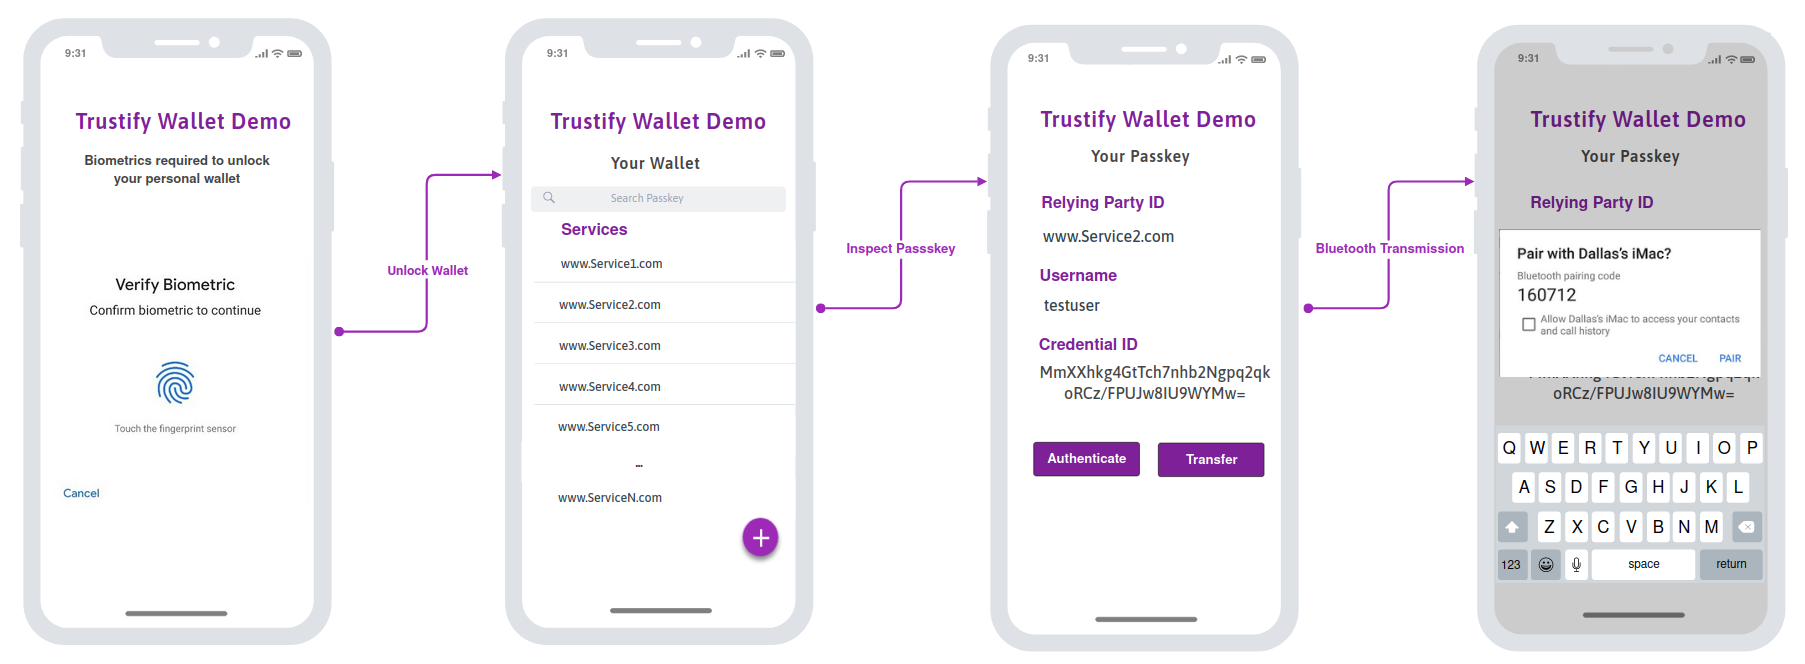 9:31
Trustify Wallet Demo
Biometrics required to unlock
your personal wallet
Verify Biometric
Confirm biometric to continue
Touch the fingerprint sensor
Cancel
Unlock Wallet
9:31
Trustify Wallet Demo
Your Wallet
Search Passkey
Services
www.Service1.com
www.Service2.com
www.Service3.com
www.Service4.com
www.Service5.com
...
www.ServiceN.com
+
Inspect Passskey
9:31
Trustify Wallet Demo
Your Passkey
Relying Party ID
www.Service2.com
Username
testuser
Credential ID
MmXXhkg4GtTch7nhb2Ngpq2qk
oRCz/FPUJw8IU9WYMw=
Authenticate Transfer
Bluetooth Transmission
9:31
Trustify Wallet Demo
Your Passkey
Relying Party ID
Pair with Dallas's iMac?
Bluetooth pairing code
160712
Allow Dallas's iMac to access your contacts
and call history
CANCEL PAIR
oRCz/FPUJw8IU9WYMw=
Q W E R T Y U I O P
A S D F G H J K L
Z X C V B N M
123 space return